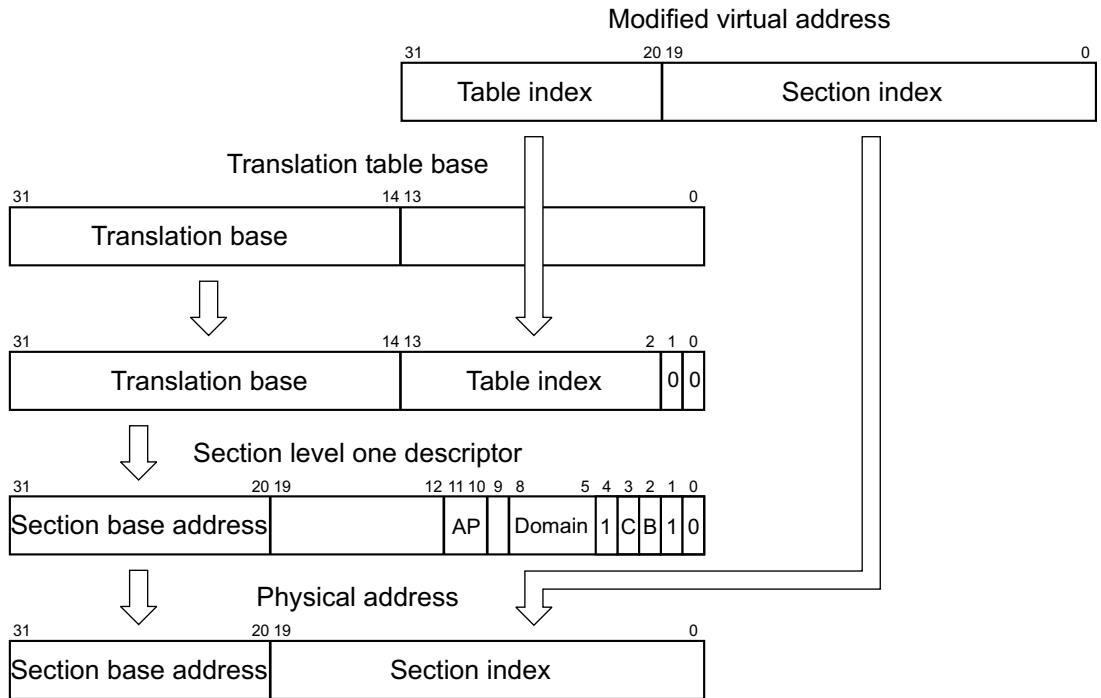 Modified virtual address
31 20 19 0
Table index Section index
Translation table base
31 14 13 0
Translation base
31 14 13 2 1 0
Translation base Table index 0 0
Section level one descriptor
31 20 19 12 11 10 9 8 5 4 3 2 1 0
Section base address AP Domain 1 C B 1 0
Physical address
31 20 19 0
Section base address Section index